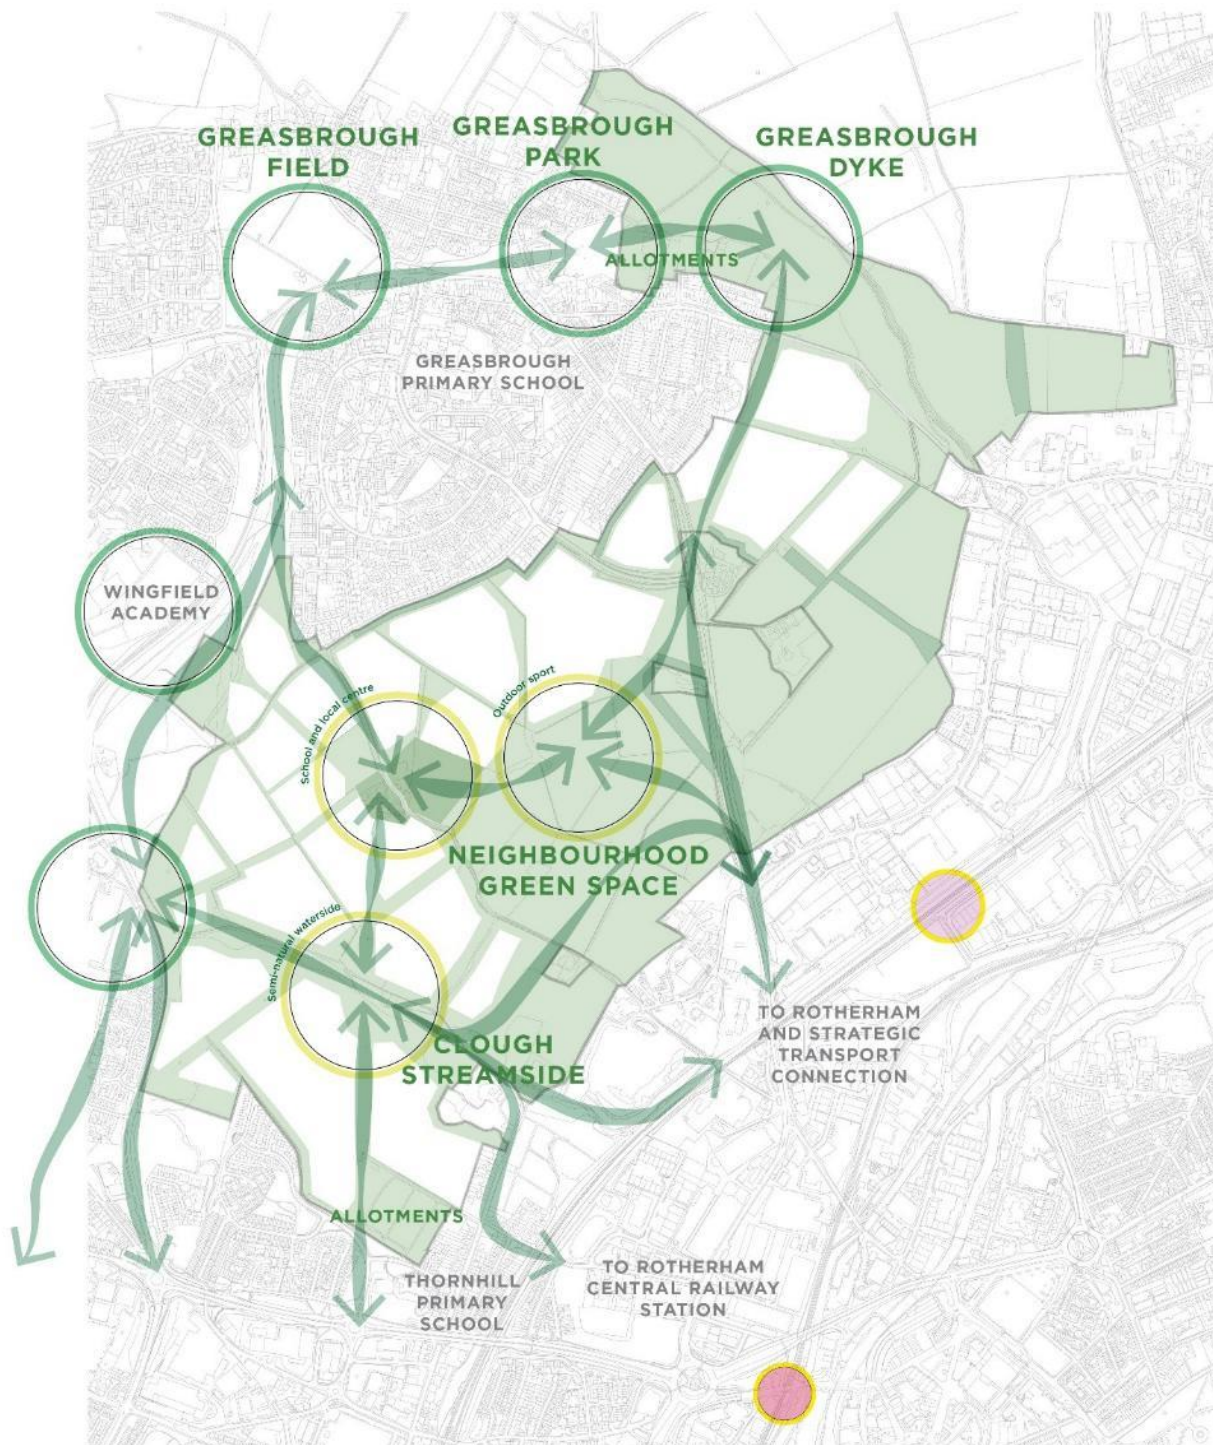 GREASBROUGH
FIELD
GREASBROUGH
PARK
GREASBROUGH
DYKE
ALLOTMENTS
GREASBROUGH
PRIMARY SCHOOL
WINGFIELD
ACADEMY
School and local centre
Outdoor sport
NEIGHBOURHOOD
GREEN SPACE
Semi-natural waterside
CLOUGH
STREAMSIDE
TO ROTHERHAM
AND STRATEGIC
TRANSPORT
CONNECTION
ALLOTMENTS
THORNHILL
PRIMARY
SCHOOL
TO ROTHERHAM
CENTRAL RAILWAY
STATION